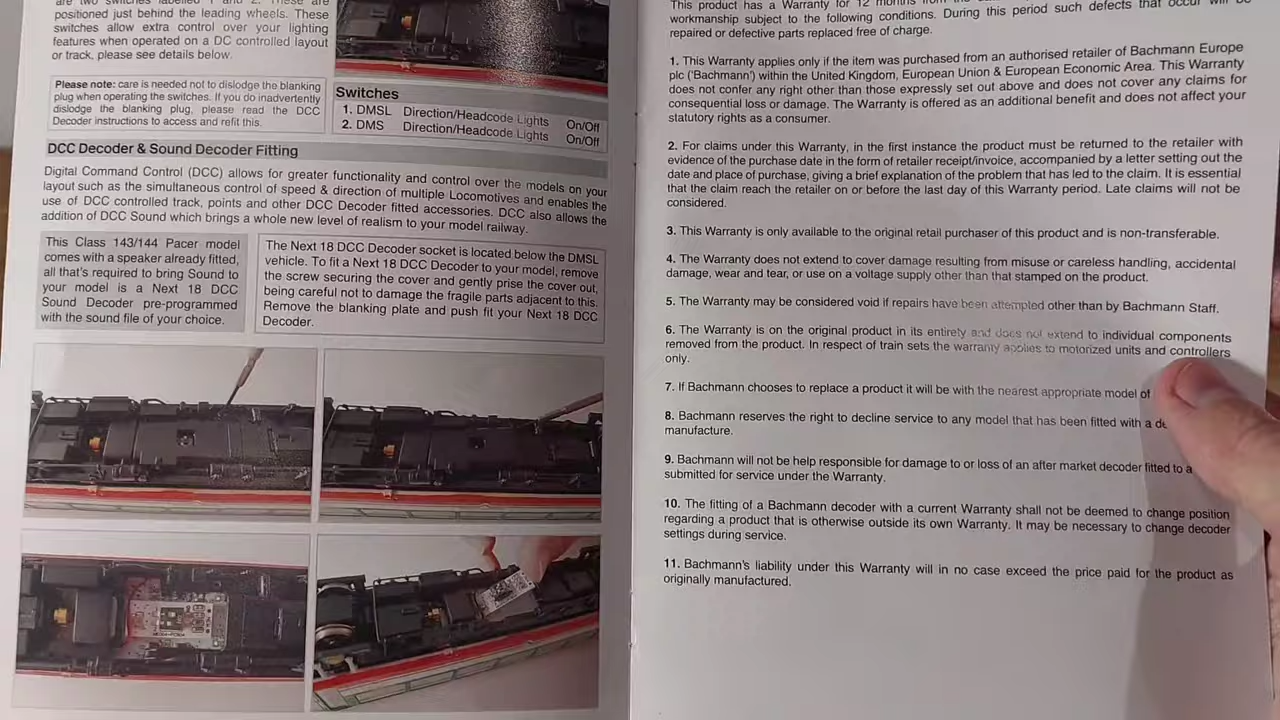 are two switches labelled 1 and 2. These are
positioned just behind the leading wheels. These
switches allow extra control over your lighting
features when operated on a DC controlled layout
or track, please see details below.
Please note: care is needed not to dislodge the blanking
plug when operating the switches. If you do inadvertently
dislodge the blanking plug, please read the DCC
Decoder instructions to access and refit this.
Switches
1. DMSL Direction/Headcode Lights On/Off
2. DMS Direction/Headcode Lights On/Off
DCC Decoder & Sound Decoder Fitting
Digital Command Control (DCC) allows for greater functionality and control over the models on your
layout such as the simultaneous control of speed & direction of multiple Locomotives and enables the
use of DCC controlled track, points and other DCC Decoder fitted accessories. DCC also allows the
addition of DCC Sound which brings a whole new level of realism to your model railway.
This Class 143/144 Pacer model
comes with a speaker already fitted,
all that's required to bring Sound to
your model is a Next 18 DCC
Sound Decoder pre-programmed
with the sound file of your choice.
The Next 18 DCC Decoder socket is located below the DMSL
vehicle. To fit a Next 18 DCC Decoder to your model, remove
the screw securing the cover and gently prise the cover out,
being careful not to damage the fragile parts adjacent to this.
Remove the blanking plate and push fit your Next 18 DCC
Decoder.
This product has a Warranty for 12 months from the
workmanship subject to the following conditions. During this period such defects that occur will be
repaired or defective parts replaced free of charge.
1. This Warranty applies only if the item was purchased from an authorised retailer of Bachmann Europe
plc ('Bachmann') within the United Kingdom, European Union & European Economic Area. This Warranty
does not confer any right other than those expressly set out above and does not cover any claims for
consequential loss or damage. The Warranty is offered as an additional benefit and does not affect your
statutory rights as a consumer.
2. For claims under this Warranty, in the first instance the product must be returned to the retailer with
evidence of the purchase date in the form of retailer receipt/invoice, accompanied by a letter setting out the
date and place of purchase, giving a brief explanation of the problem that has led to the claim. It is essential
that the claim reach the retailer on or before the last day of this Warranty period. Late claims will not be
considered.
3. This Warranty is only available to the original retail purchaser of this product and is non-transferable.
4. The Warranty does not extend to cover damage resulting from misuse or careless handling, accidental
damage, wear and tear, or use on a voltage supply other than that stamped on the product.
5. The Warranty may be considered void if repairs have been attempted other than by Bachmann Staff.
6. The Warranty is on the original product in its entirety and does not extend to individual components
removed from the product. In respect of train sets the warranty applies to motorized units and controllers
only.
7. If Bachmann chooses to replace a product it will be with the nearest appropriate model of
8. Bachmann reserves the right to decline service to any model that has been fitted with a de
manufacture.
9. Bachmann will not be help responsible for damage to or loss of an after market decoder fitted to a
submitted for service under the Warranty.
10. The fitting of a Bachmann decoder with a current Warranty shall not be deemed to change position
regarding a product that is otherwise outside its own Warranty. It may be necessary to change decoder
settings during service.
11. Bachmann's liability under this Warranty will in no case exceed the price paid for the product as
originally manufactured.